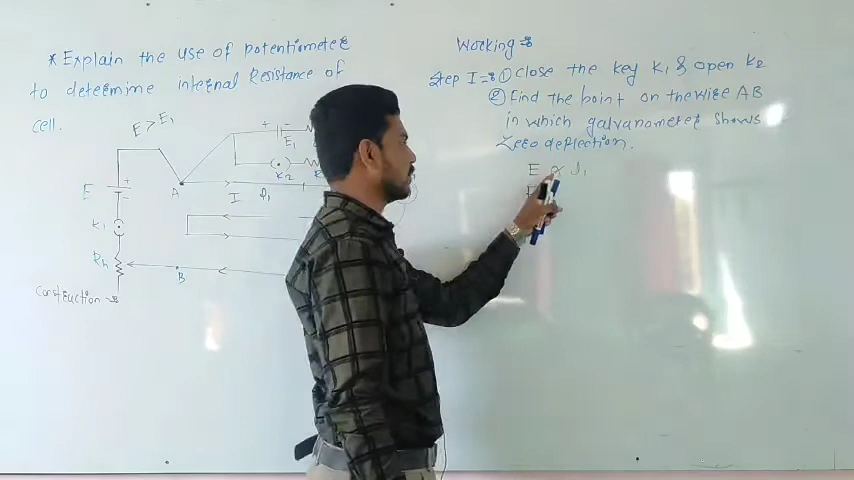 * Explain the use of potentiometer
to determine internal Resistance of
cell.
E > E₁
+ -
E₁
K₂
E
+
-
A
I
l₁
K₁
Rh
B
Construction :-
Working :-
Step I =: ① Close the key K₁ & open K₂
② Find the point on the wire AB
in which galvanometer shows
Zero deflection.
E ∝ l₁